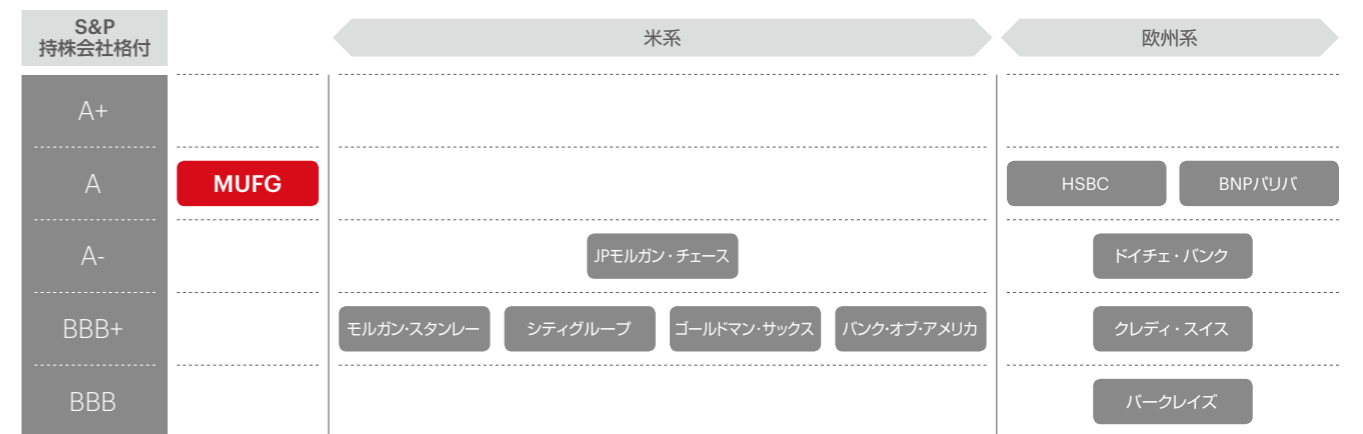 S&P
持株会社格付
米系
欧州系
A+
A
MUFG
HSBC
BNPパリバ
A-
JPモルガン・チェース
ドイチェ・バンク
BBB+
モルガン・スタンレー
シティグループ
ゴールドマン・サックス
バンク・オブ・アメリカ
クレディ・スイス
BBB
バークレイズ